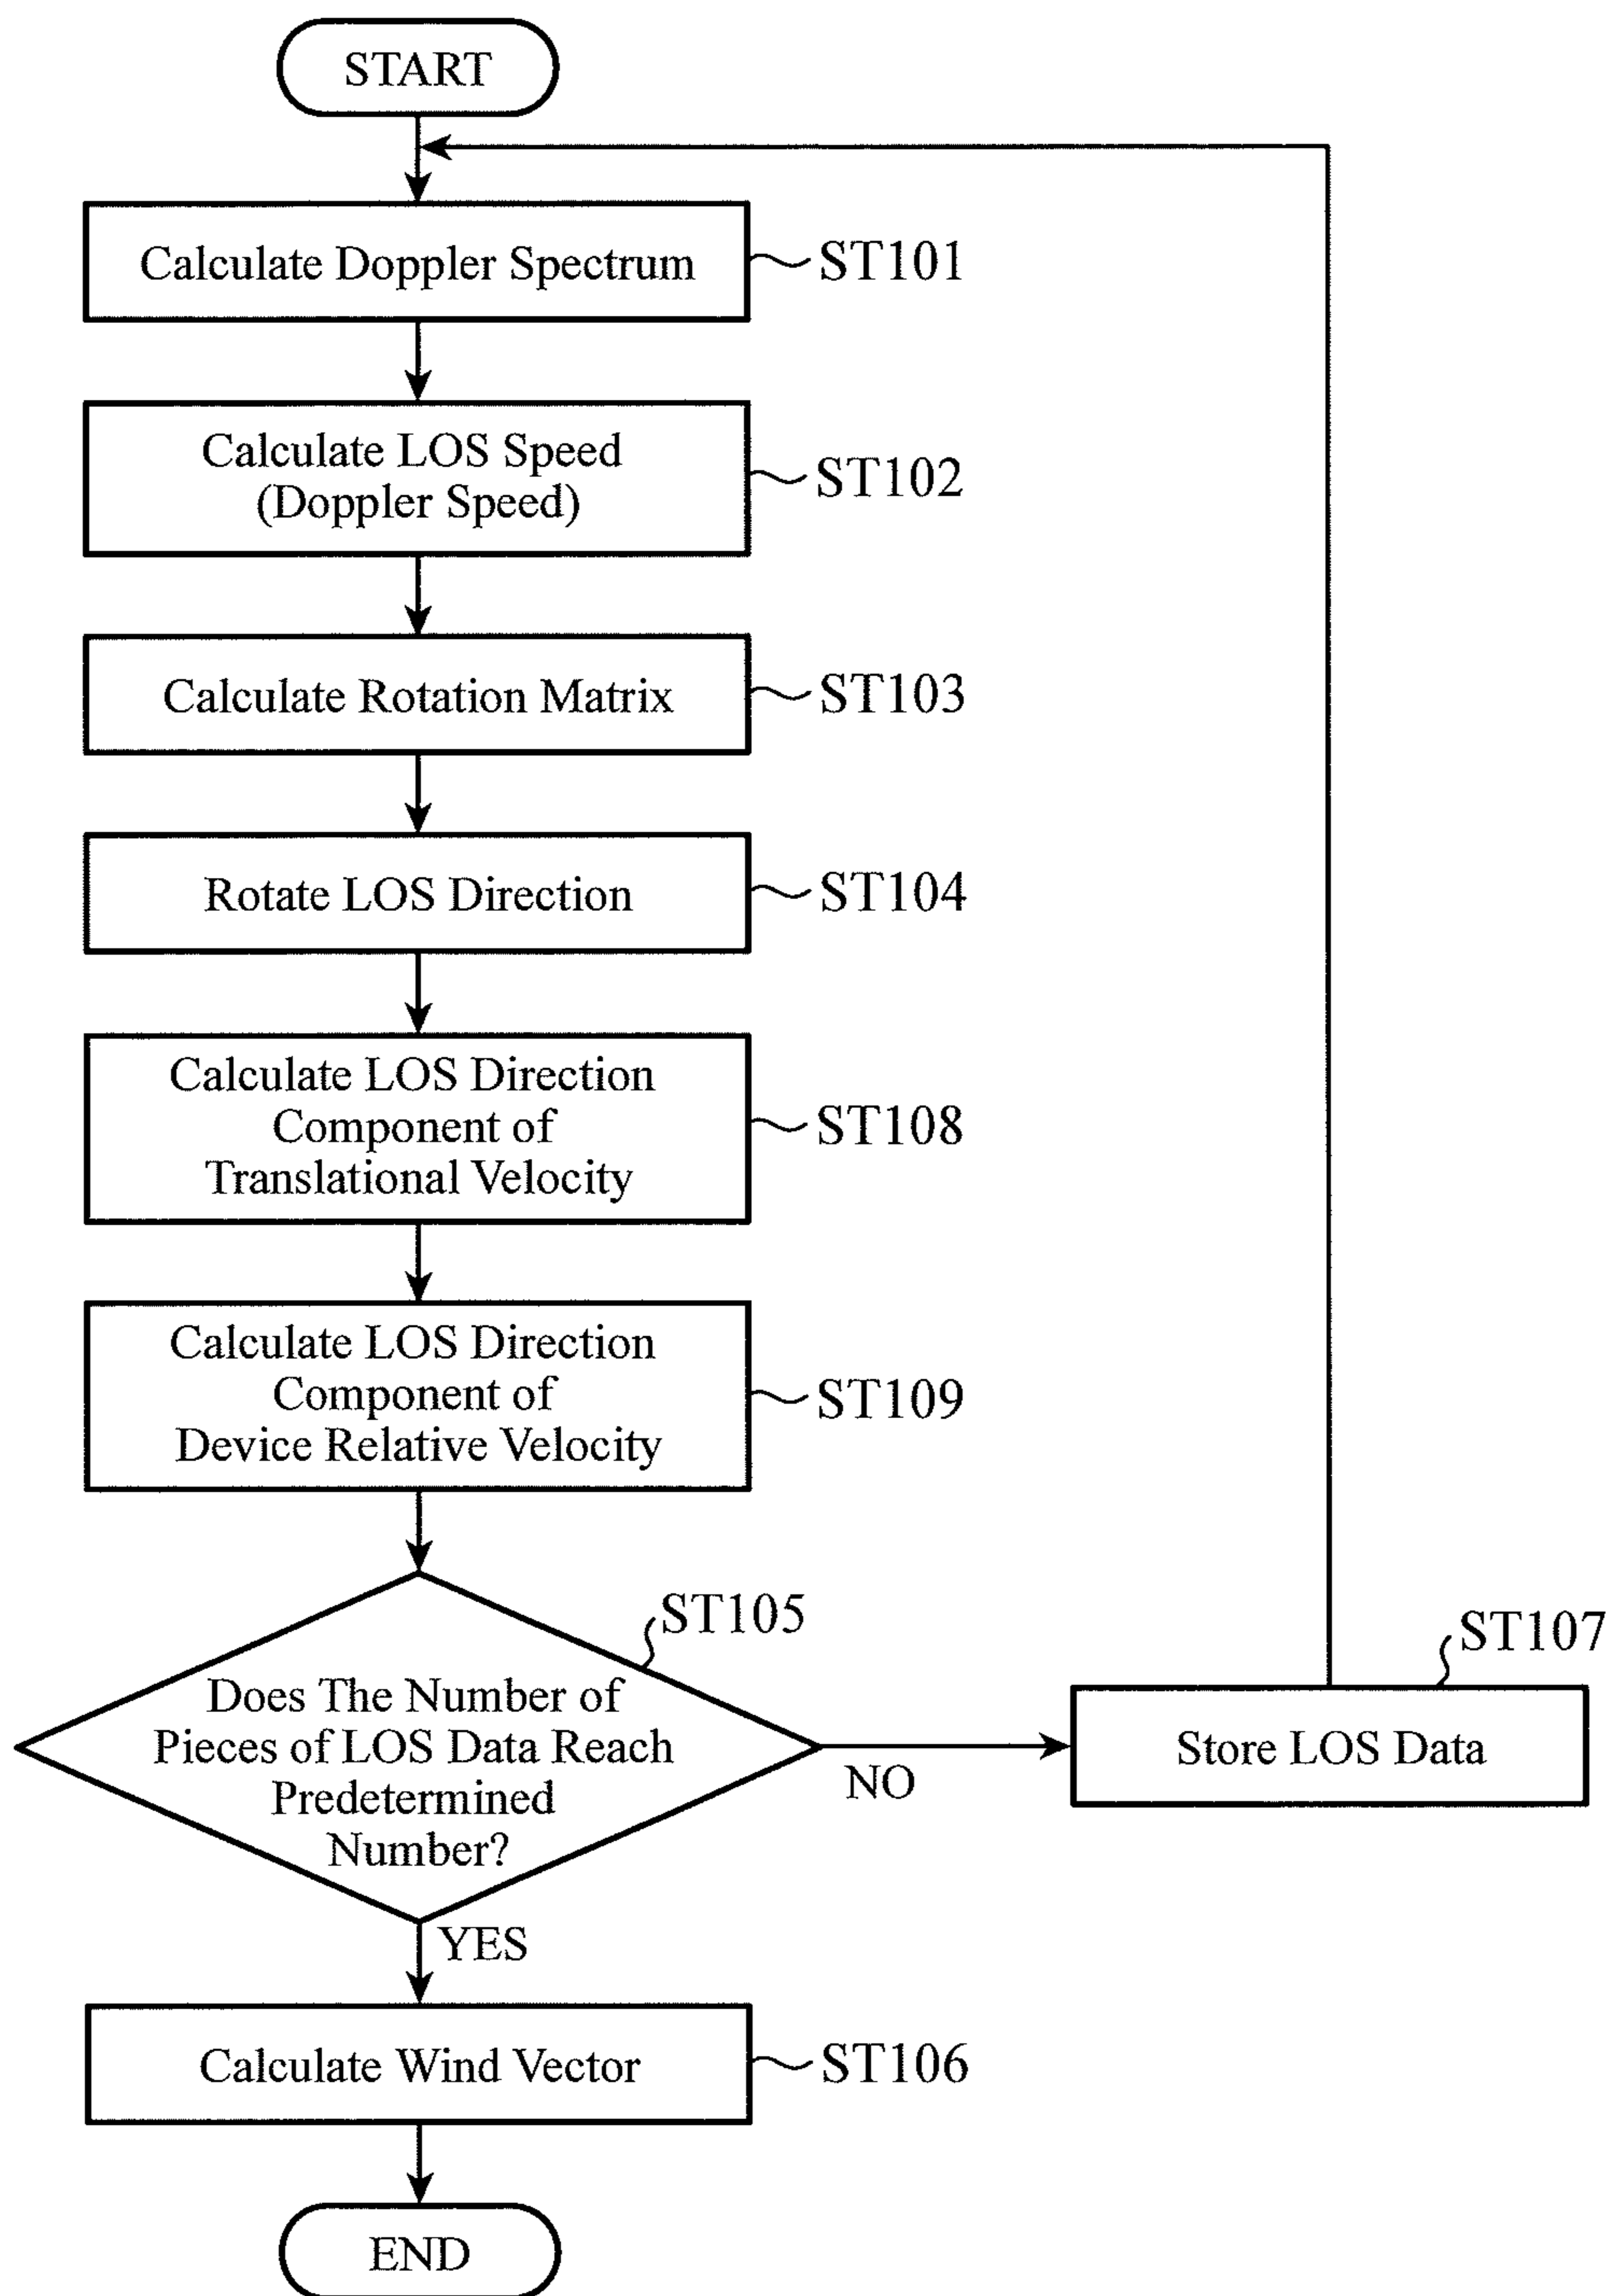 START
Calculate Doppler Spectrum
ST101
Calculate LOS Speed
(Doppler Speed)
ST102
Calculate Rotation Matrix
ST103
Rotate LOS Direction
ST104
Calculate LOS Direction
Component of
Translational Velocity
ST108
Calculate LOS Direction
Component of
Device Relative Velocity
ST109
ST105
Does The Number of
Pieces of LOS Data Reach
Predetermined
Number?
NO
ST107
Store LOS Data
YES
Calculate Wind Vector
ST106
END